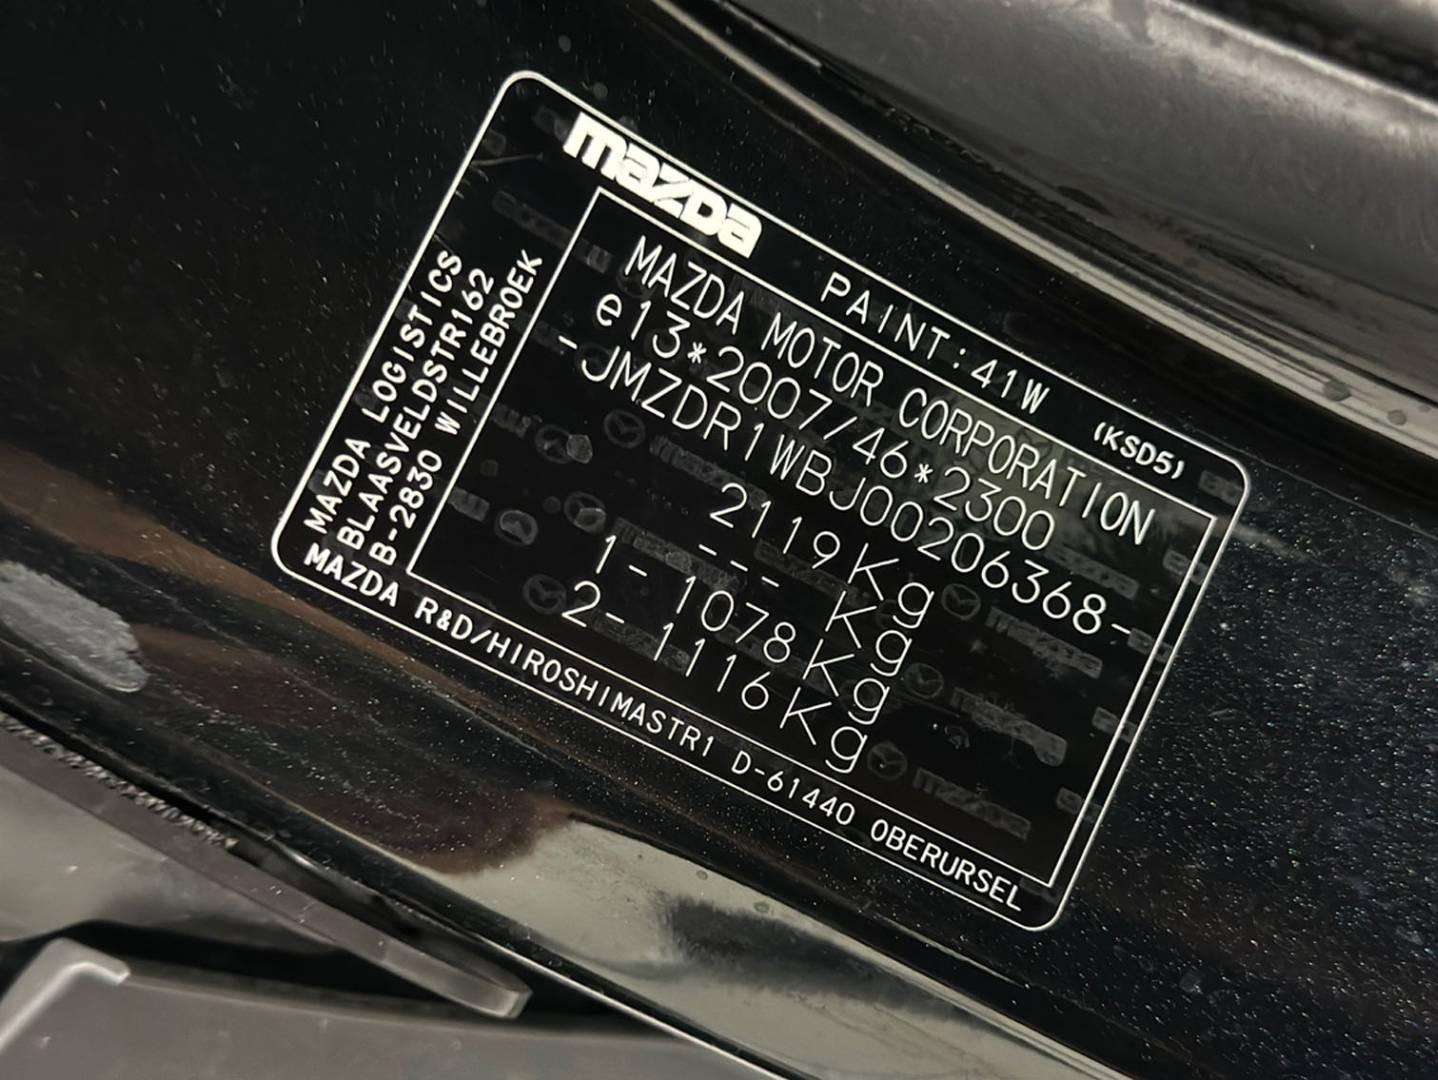 mazda
PAINT:41W
(KSD5)
MAZDA MOTOR CORPORATION
e13*2007/46*2300
-JMZDR1WBJ00206368-
2119Kg
--- Kg
1-1078Kg
2-1116Kg
MAZDA LOGISTICS
BLAASVELDSTR162
B-2830 WILLEBROEK
MAZDA R&D/HIROSHIMASTR1 D-61440 OBERURSEL